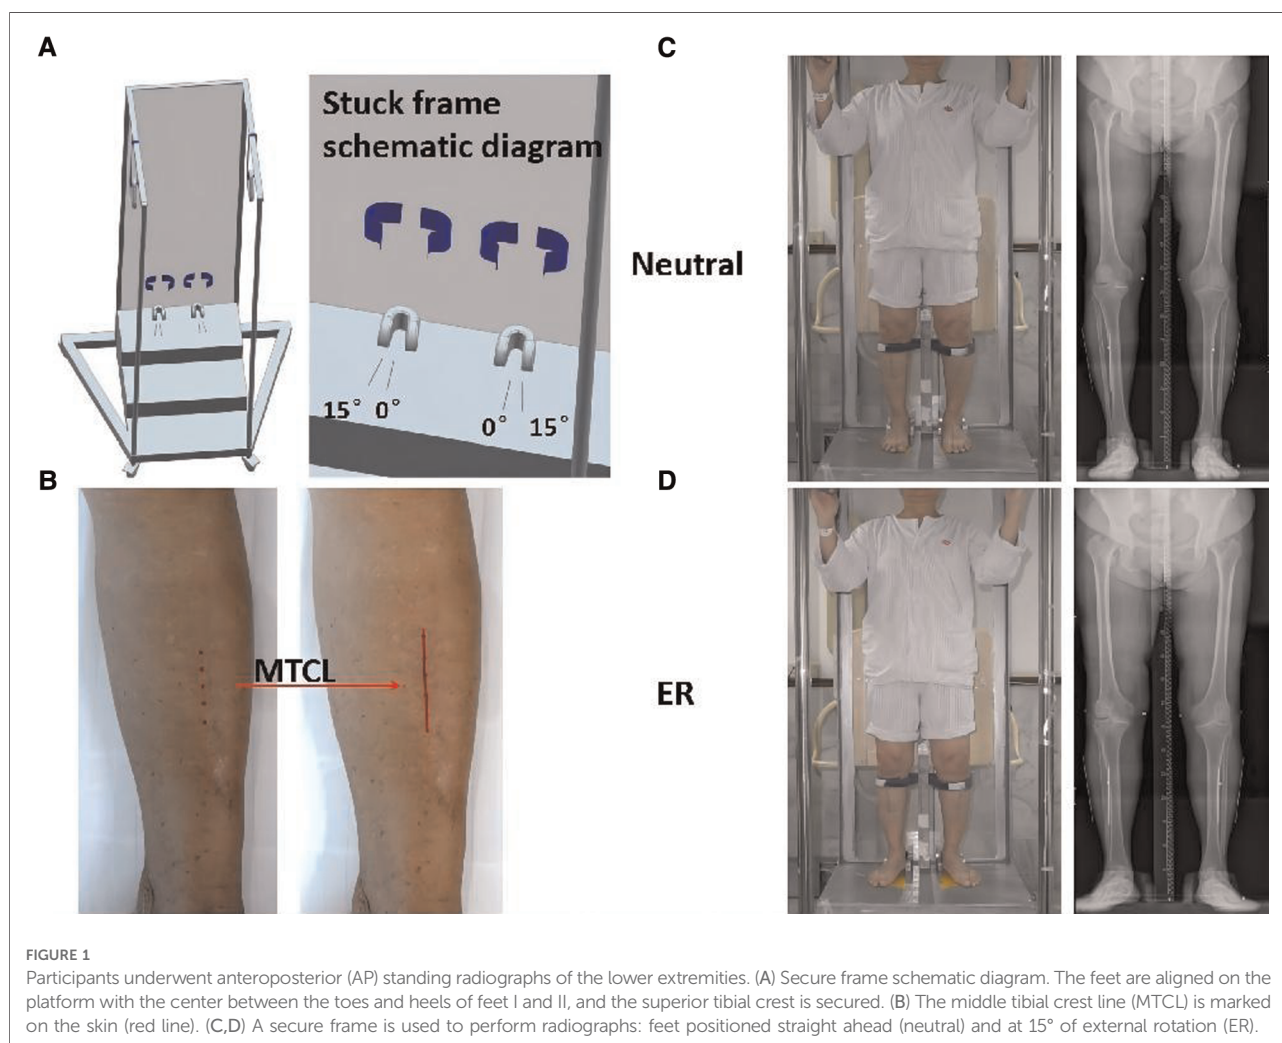 A
Stuck frame
schematic diagram
15° 0°
0° 15°
B
MTCL
C
Neutral
D
ER
FIGURE 1
Participants underwent anteroposterior (AP) standing radiographs of the lower extremities. (A) Secure frame schematic diagram. The feet are aligned on the
platform with the center between the toes and heels of feet I and II, and the superior tibial crest is secured. (B) The middle tibial crest line (MTCL) is marked
on the skin (red line). (C,D) A secure frame is used to perform radiographs: feet positioned straight ahead (neutral) and at 15° of external rotation (ER).